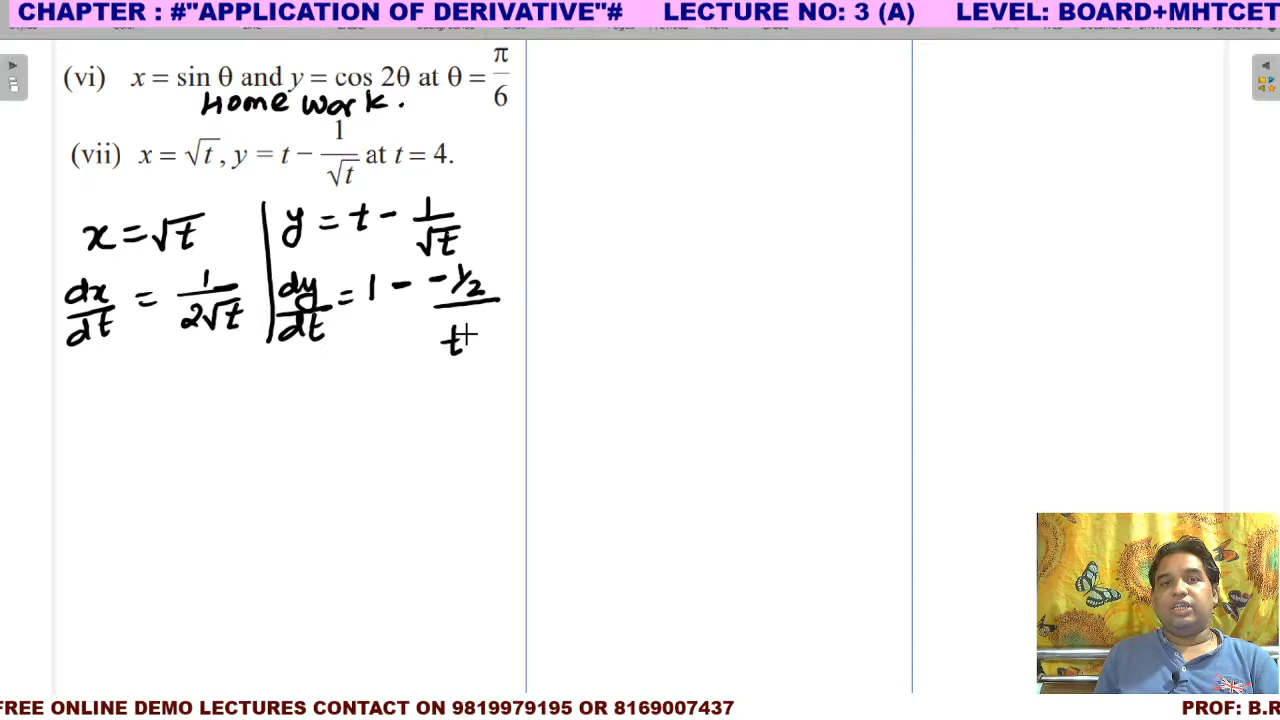 CHAPTER : #"APPLICATION OF DERIVATIVE"# LECTURE NO: 3 (A) LEVEL: BOARD+MHTCET
(vi) x = sin θ and y = cos 2θ at θ = π/6
Home work.
(vii) x = √t, y = t − 1/√t at t = 4.
x = √t | y = t − 1/√t
dx/dt = 1/2√t | dy/dt = 1 − -1/2/t
FREE ONLINE DEMO LECTURES CONTACT ON 9819979195 OR 8169007437 PROF: B.R